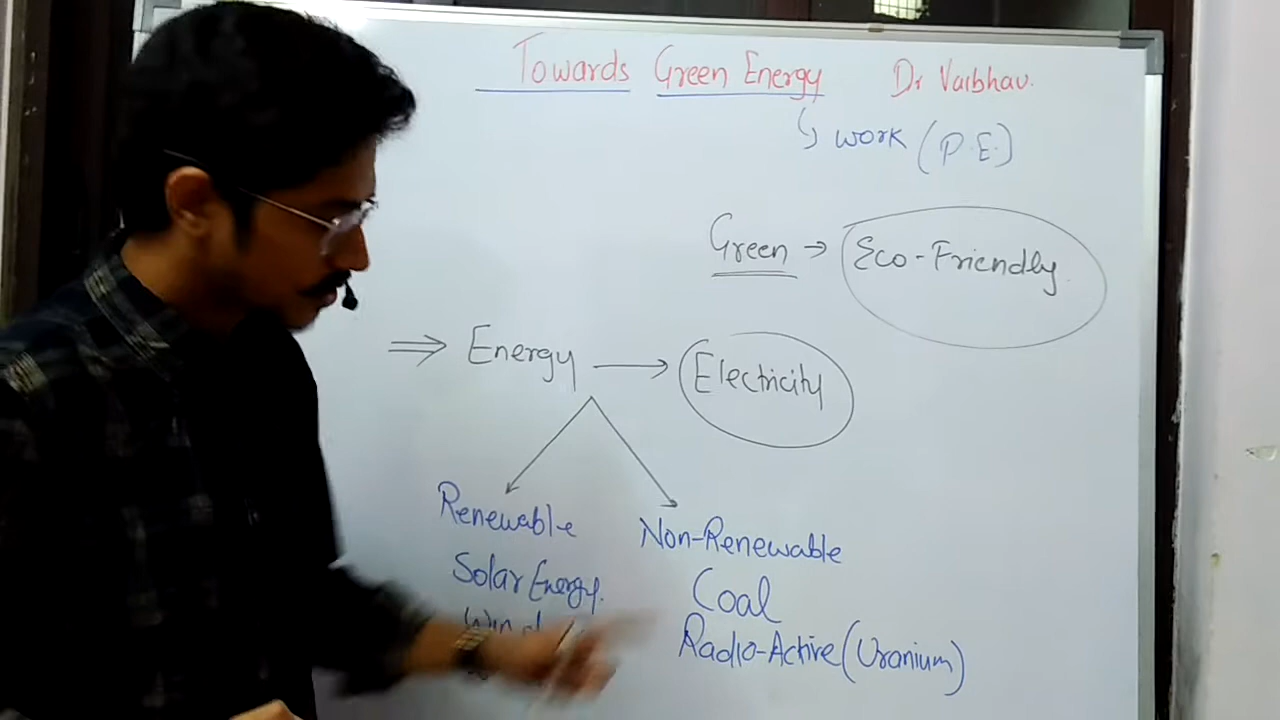 Towards Green Energy Dr Vaibhav.
↳ work (P.E.)
Green → Eco-Friendly.
⇒ Energy → Electricity
Renewable Non-Renewable
Solar Energy. Coal
Wind Radio-Active (Uranium)